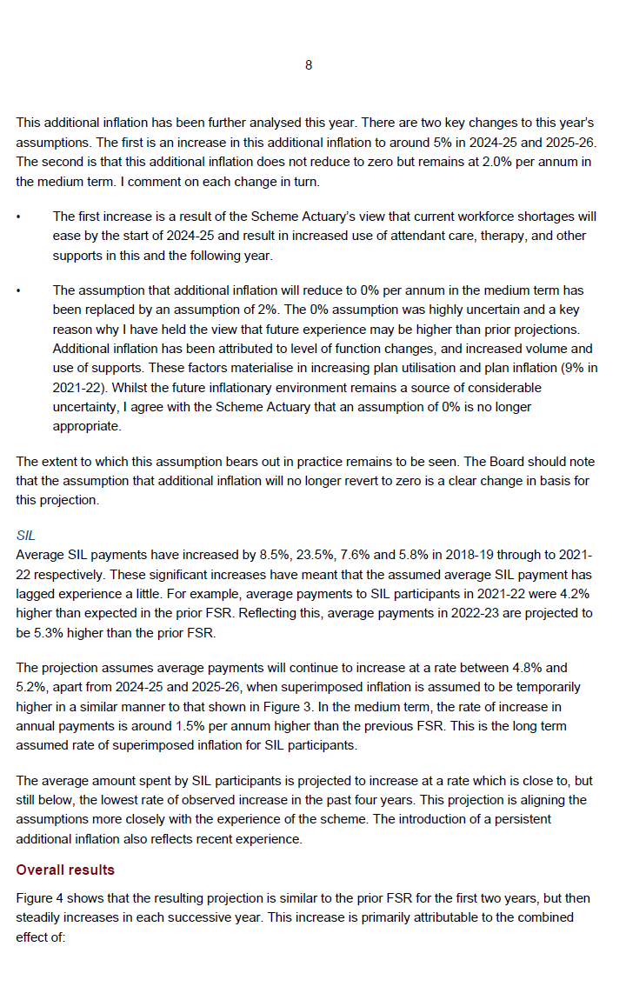 8
This additional inflation has been further analysed this year. There are two key changes to this year's
assumptions. The first is an increase in this additional inflation to around 5% in 2024-25 and 2025-26.
The second is that this additional inflation does not reduce to zero but remains at 2.0% per annum in
the medium term. I comment on each change in turn.
• The first increase is a result of the Scheme Actuary's view that current workforce shortages will
ease by the start of 2024-25 and result in increased use of attendant care, therapy, and other
supports in this and the following year.
• The assumption that additional inflation will reduce to 0% per annum in the medium term has
been replaced by an assumption of 2%. The 0% assumption was highly uncertain and a key
reason why I have held the view that future experience may be higher than prior projections.
Additional inflation has been attributed to level of function changes, and increased volume and
use of supports. These factors materialise in increasing plan utilisation and plan inflation (9% in
2021-22). Whilst the future inflationary environment remains a source of considerable
uncertainty, I agree with the Scheme Actuary that an assumption of 0% is no longer
appropriate.
The extent to which this assumption bears out in practice remains to be seen. The Board should note
that the assumption that additional inflation will no longer revert to zero is a clear change in basis for
this projection.
SIL
Average SIL payments have increased by 8.5%, 23.5%, 7.6% and 5.8% in 2018-19 through to 2021-
22 respectively. These significant increases have meant that the assumed average SIL payment has
lagged experience a little. For example, average payments to SIL participants in 2021-22 were 4.2%
higher than expected in the prior FSR. Reflecting this, average payments in 2022-23 are projected to
be 5.3% higher than the prior FSR.
The projection assumes average payments will continue to increase at a rate between 4.8% and
5.2%, apart from 2024-25 and 2025-26, when superimposed inflation is assumed to be temporarily
higher in a similar manner to that shown in Figure 3. In the medium term, the rate of increase in
annual payments is around 1.5% per annum higher than the previous FSR. This is the long term
assumed rate of superimposed inflation for SIL participants.
The average amount spent by SIL participants is projected to increase at a rate which is close to, but
still below, the lowest rate of observed increase in the past four years. This projection is aligning the
assumptions more closely with the experience of the scheme. The introduction of a persistent
additional inflation also reflects recent experience.
Overall results
Figure 4 shows that the resulting projection is similar to the prior FSR for the first two years, but then
steadily increases in each successive year. This increase is primarily attributable to the combined
effect of: